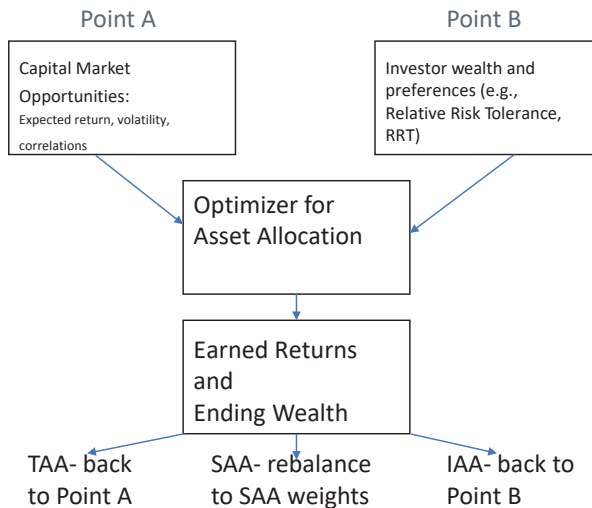 Point A
Point B
Capital Market
Opportunities:
Expected return, volatility,
correlations
Investor wealth and
preferences (e.g.,
Relative Risk Tolerance,
RRT)
Optimizer for
Asset Allocation
Earned Returns
and
Ending Wealth
TAA- back
to Point A
SAA- rebalance
to SAA weights
IAA- back to
Point B